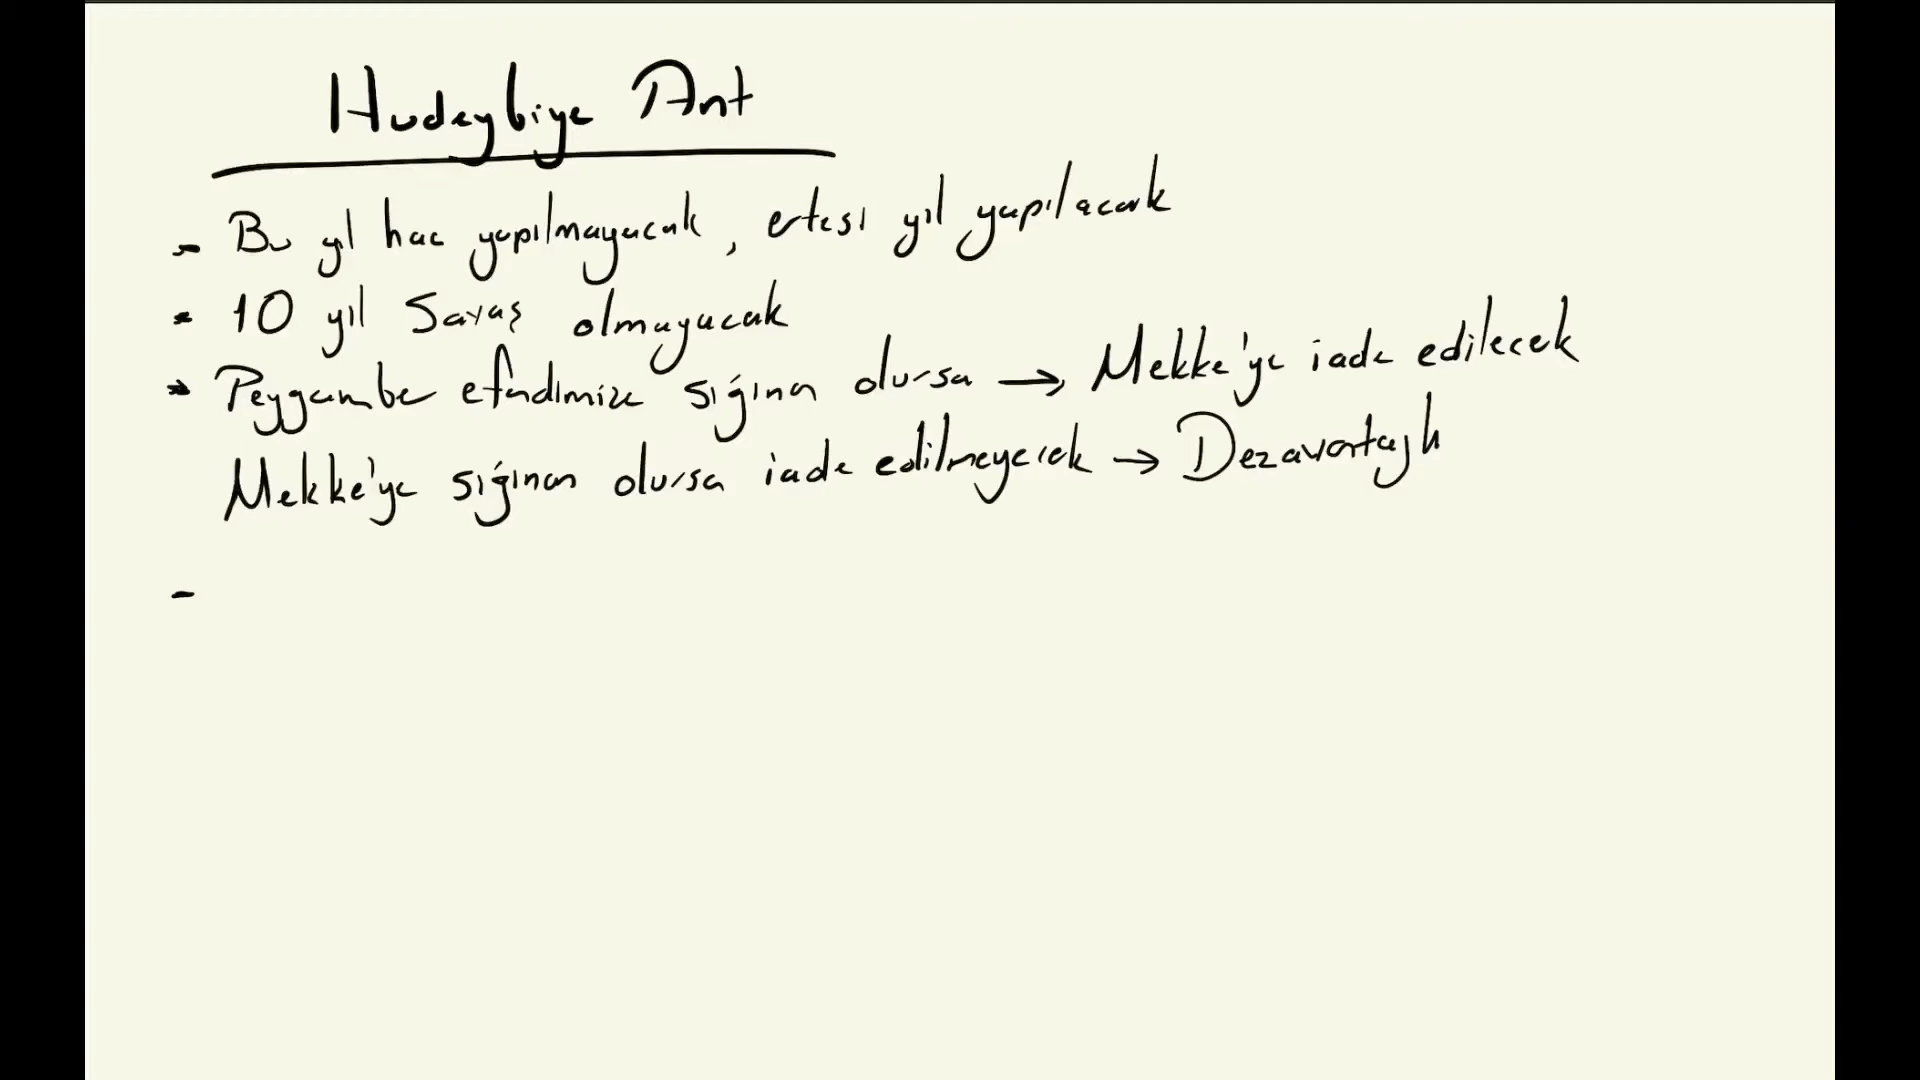 Hudeybiye Ant
- Bu yıl hac yapılmayacak, ertesi yıl yapılacak
- 10 yıl Savaş olmayacak
- Peygamber efendimize sığınan olursa → Mekke'ye iade edilecek
Mekke'ye sığınan olursa iade edilmeyecek → Dezavantajlı
-